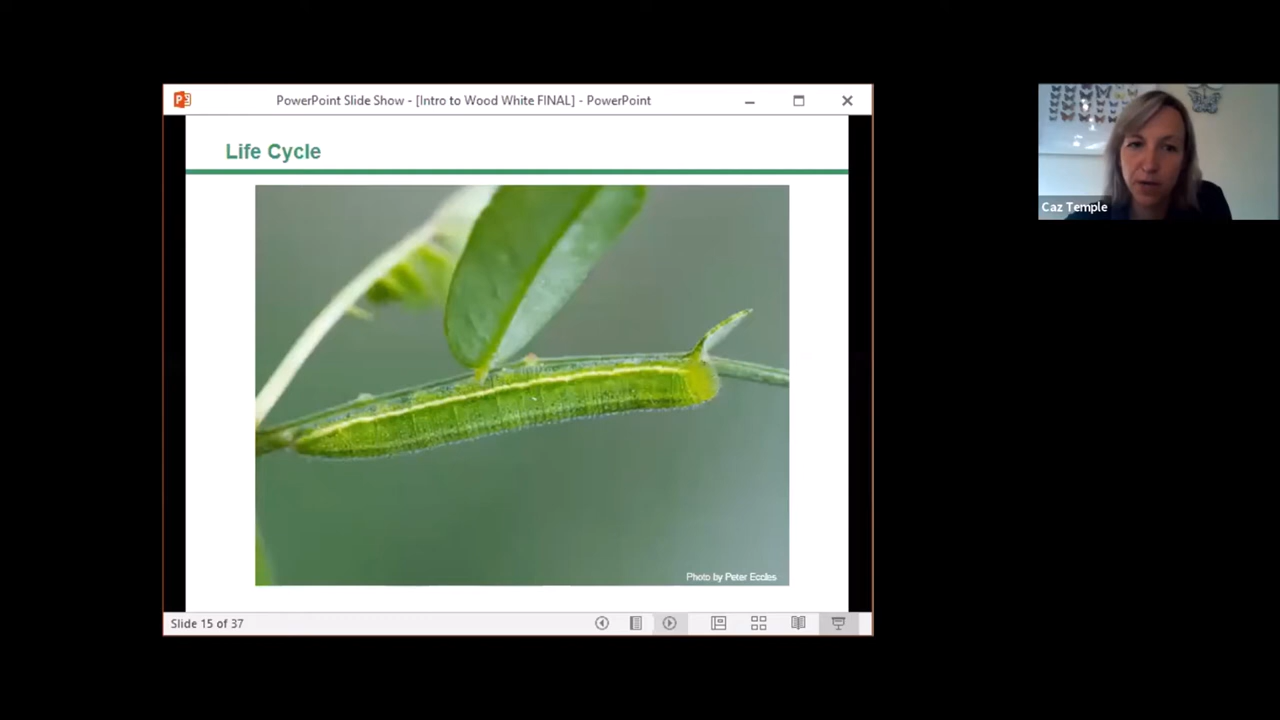 PowerPoint Slide Show - [Intro to Wood White FINAL] - PowerPoint
Life Cycle
Caz Temple
Photo by Peter Eccles
Slide 15 of 37